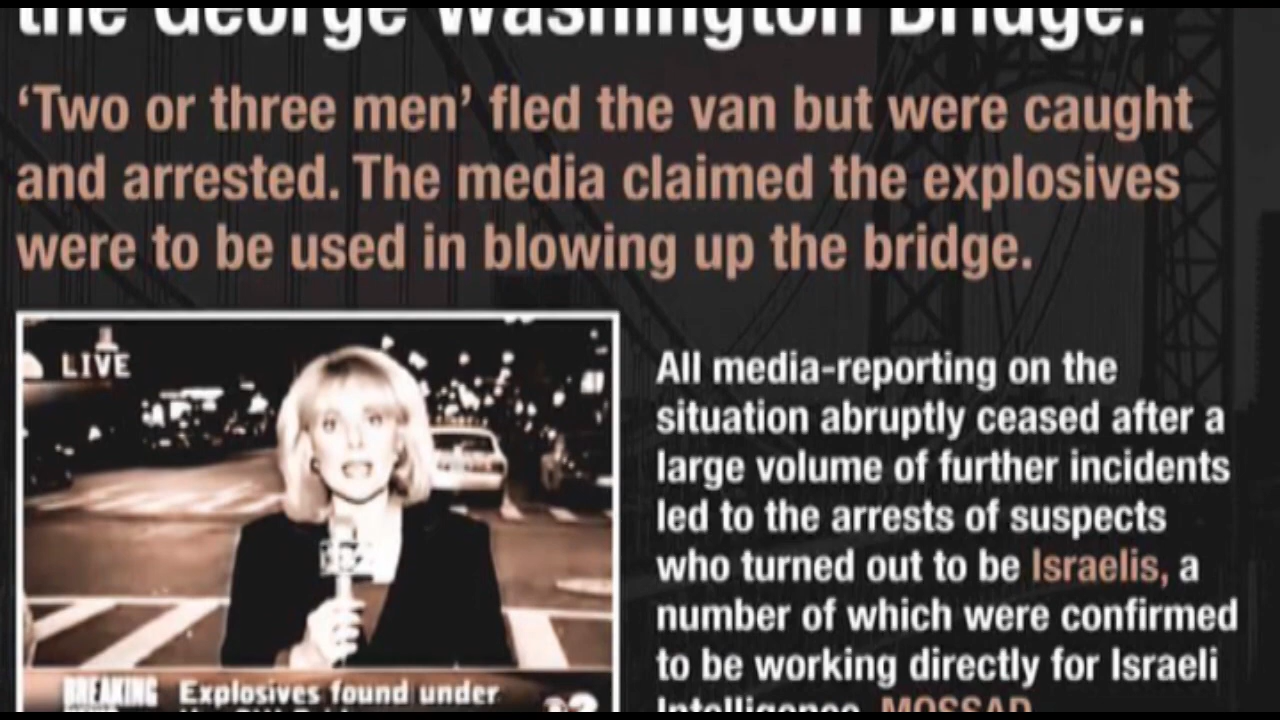 the George Washington Bridge.
‘Two or three men’ fled the van but were caught
and arrested. The media claimed the explosives
were to be used in blowing up the bridge.
LIVE
All media-reporting on the
situation abruptly ceased after a
large volume of further incidents
led to the arrests of suspects
who turned out to be Israelis, a
number of which were confirmed
to be working directly for Israeli
Intelligence, MOSSAD
BREAKING Explosives found under